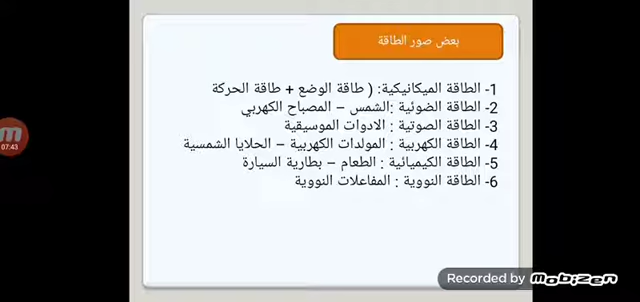 بعض صور الطاقة
1- الطاقة الميكانيكية: ( طاقة الوضع + طاقة الحركة
2- الطاقة الضوئية :الشمس – المصباح الكهربي
3- الطاقة الصوتية : الادوات الموسيقية
4- الطاقة الكهربية : المولدات الكهربية – الحلايا الشمسية
5- الطاقة الكيميائية : الطعام – بطارية السيارة
6- الطاقة النووية : المفاعلات النووية
07:43
Recorded by Mobizen